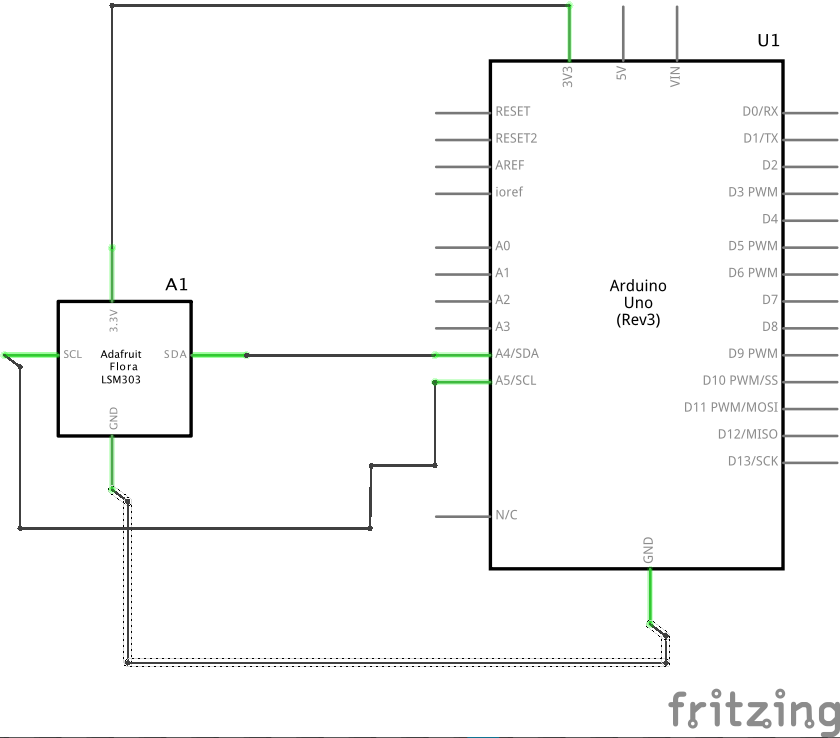 U1
3V3
5V
VIN
RESET
RESET2
AREF
ioref
A0
A1
A2
A3
A4/SDA
A5/SCL
N/C
Arduino
Uno
(Rev3)
D0/RX
D1/TX
D2
D3 PWM
D4
D5 PWM
D6 PWM
D7
D8
D9 PWM
D10 PWM/SS
D11 PWM/MOSI
D12/MISO
D13/SCK
GND
A1
3.3V
SCL
Adafruit
Flora
LSM303
SDA
GND
fritzing